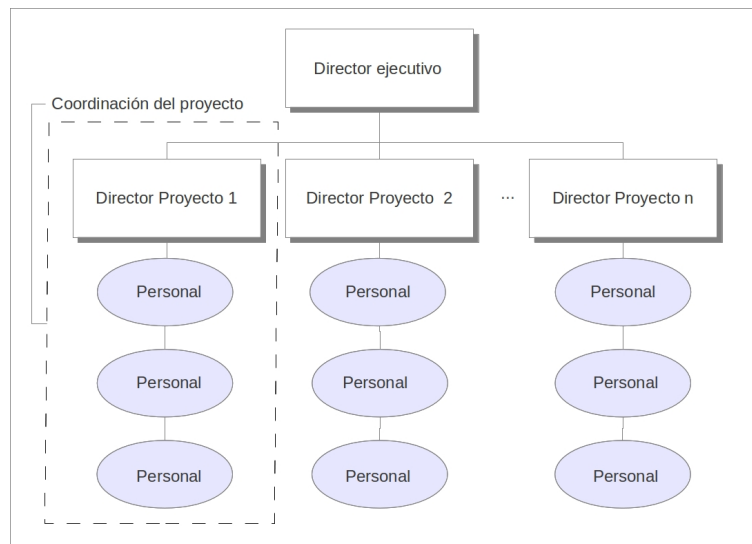 Director ejecutivo
Coordinación del proyecto
Director Proyecto 1
Director Proyecto 2
...
Director Proyecto n
Personal
Personal
Personal
Personal
Personal
Personal
Personal
Personal
Personal